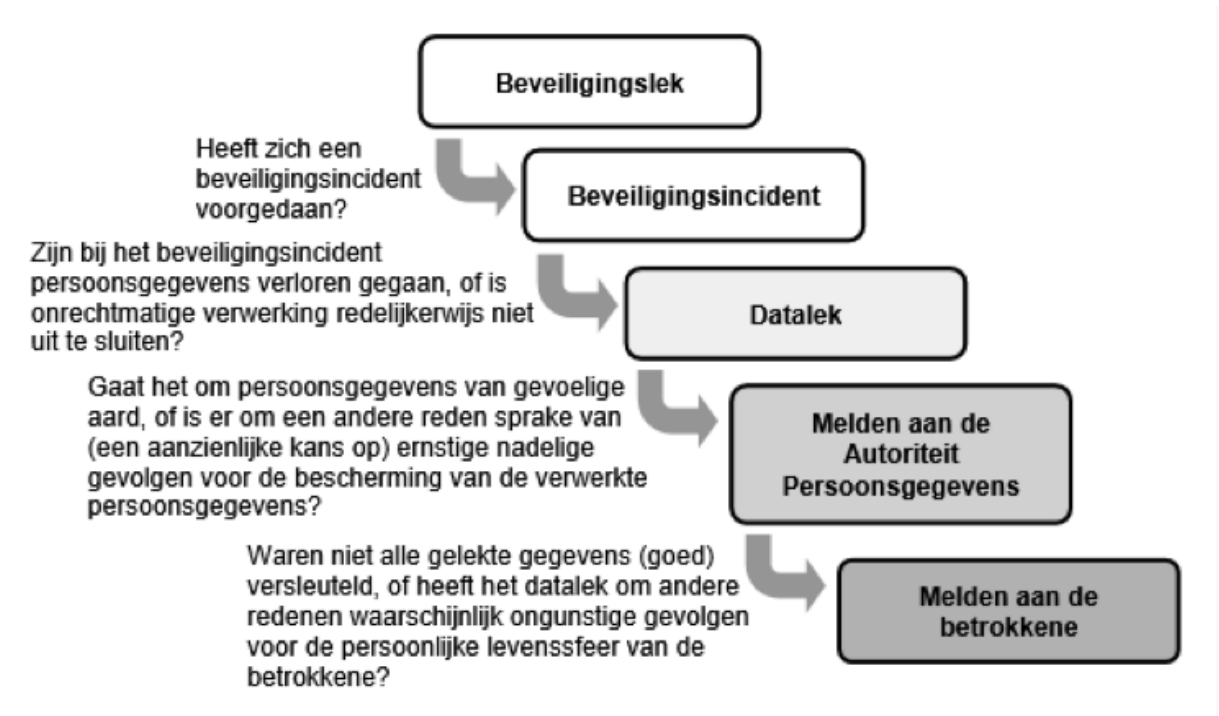 Beveiligingslek
Heeft zich een
beveiligingsincident
voorgedaan?
Beveiligingsincident
Zijn bij het beveiligingsincident
persoonsgegevens verloren gegaan, of is
onrechtmatige verwerking redelijkerwijs niet
uit te sluiten?
Datalek
Gaat het om persoonsgegevens van gevoelige
aard, of is er om een andere reden sprake van
(een aanzienlijke kans op) ernstige nadelige
gevolgen voor de bescherming van de verwerkte
persoonsgegevens?
Melden aan de
Autoriteit
Persoonsgegevens
Waren niet alle gelekte gegevens (goed)
versleuteld, of heeft het datalek om andere
redenen waarschijnlijk ongunstige gevolgen
voor de persoonlijke levenssfeer van de
betrokkene?
Melden aan de
betrokkene